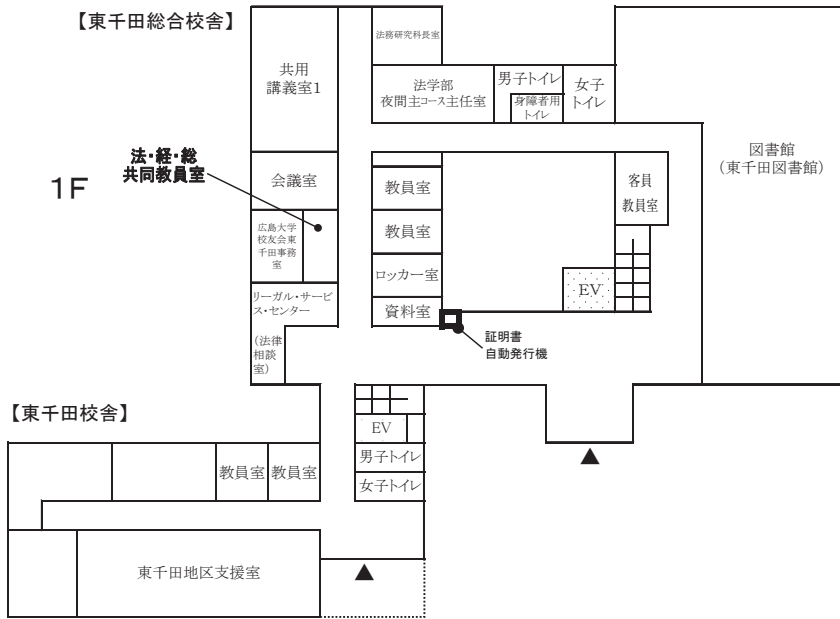 【東千田総合校舎】
1F
共用
講義室1
法務研究科長室
法学部
夜間主コース主任室
男子トイレ
身障者用
トイレ
女子
トイレ
図書館
(東千田図書館)
法・経・総
共同教員室
会議室
教員室
客員
教員室
広島大学
校友会東
千田事務
室
教員室
ロッカー室
EV
リーガル・サービ
ス・センター
資料室
(法律
相談
室)
証明書
自動発行機
【東千田校舎】
EV
男子トイレ
教員室
教員室
女子トイレ
東千田地区支援室